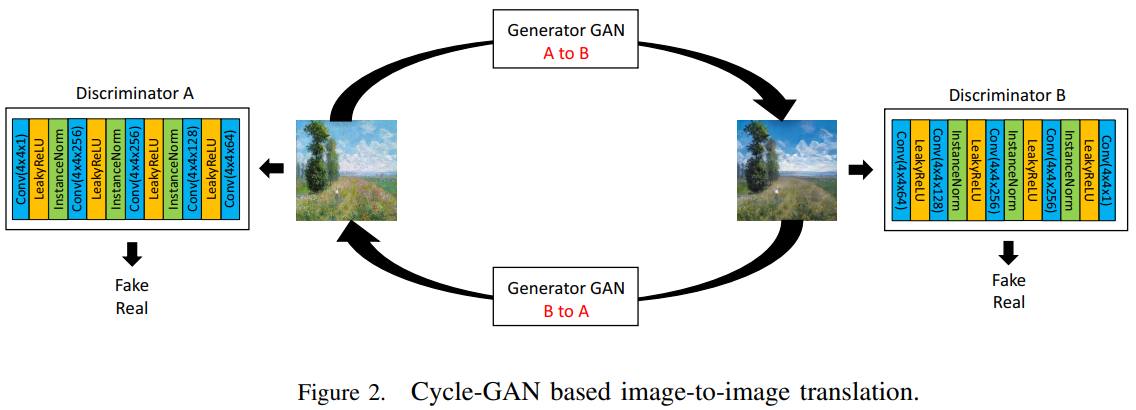 Generator GAN
A to B
Discriminator A
Conv(4x4x1)
LeakyReLU
InstanceNorm
Conv(4x4x256)
LeakyReLU
InstanceNorm
Conv(4x4x256)
LeakyReLU
InstanceNorm
Conv(4x4x128)
LeakyReLU
Conv(4x4x64)
Fake
Real
Discriminator B
Conv(4x4x64)
LeakyReLU
Conv(4x4x128)
InstanceNorm
LeakyReLU
Conv(4x4x256)
InstanceNorm
LeakyReLU
Conv(4x4x256)
InstanceNorm
LeakyReLU
Conv(4x4x1)
Fake
Real
Generator GAN
B to A
Figure 2. Cycle-GAN based image-to-image translation.